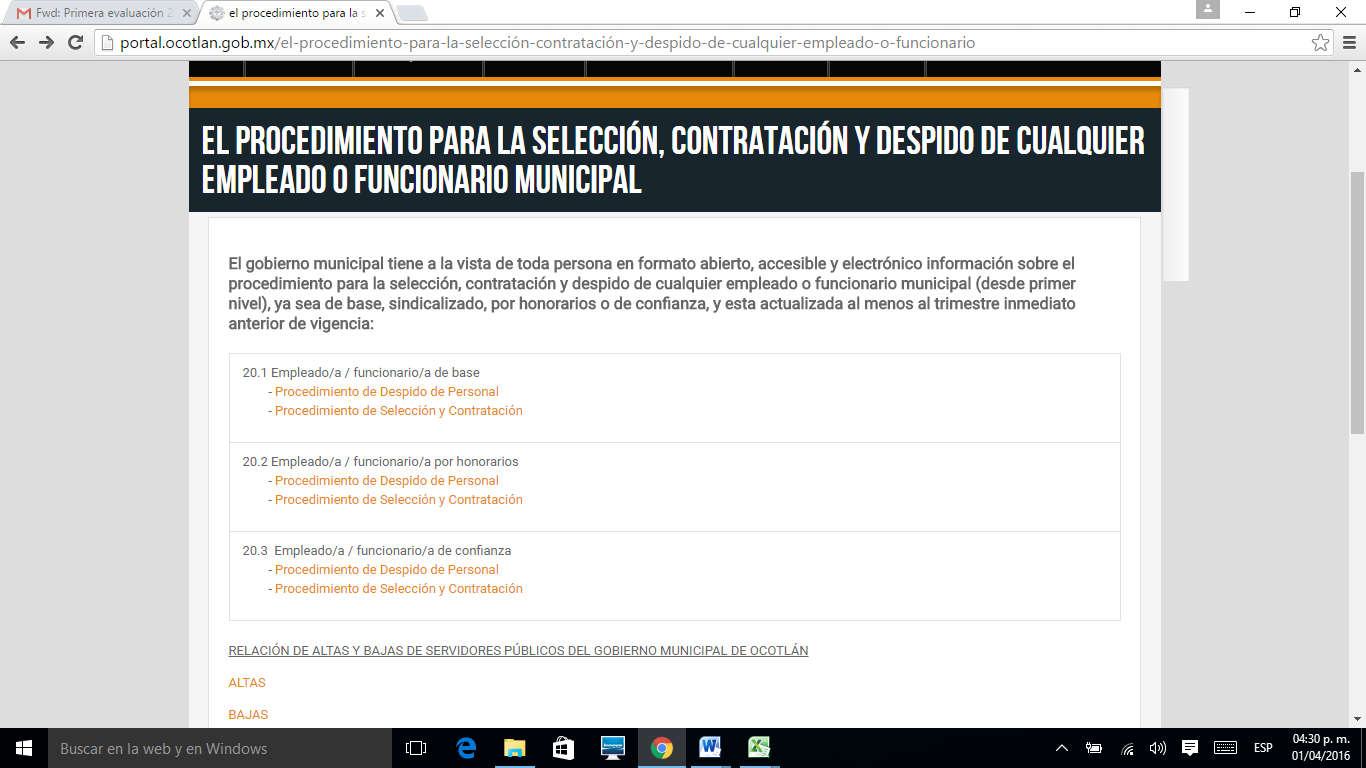 Fwd: Primera evaluación 2
el procedimiento para la s
portal.ocotlan.gob.mx/el-procedimiento-para-la-selección-contratación-y-despido-de-cualquier-empleado-o-funcionario
EL PROCEDIMIENTO PARA LA SELECCIÓN, CONTRATACIÓN Y DESPIDO DE CUALQUIER
EMPLEADO O FUNCIONARIO MUNICIPAL
El gobierno municipal tiene a la vista de toda persona en formato abierto, accesible y electrónico información sobre el
procedimiento para la selección, contratación y despido de cualquier empleado o funcionario municipal (desde primer
nivel), ya sea de base, sindicalizado, por honorarios o de confianza, y esta actualizada al menos al trimestre inmediato
anterior de vigencia:
20.1 Empleado/a / funcionario/a de base
- Procedimiento de Despido de Personal
- Procedimiento de Selección y Contratación
20.2 Empleado/a / funcionario/a por honorarios
- Procedimiento de Despido de Personal
- Procedimiento de Selección y Contratación
20.3 Empleado/a / funcionario/a de confianza
- Procedimiento de Despido de Personal
- Procedimiento de Selección y Contratación
RELACIÓN DE ALTAS Y BAJAS DE SERVIDORES PÚBLICOS DEL GOBIERNO MUNICIPAL DE OCOTLÁN
ALTAS
BAJAS
Buscar en la web y en Windows
ESP
04:30 p. m.
01/04/2016